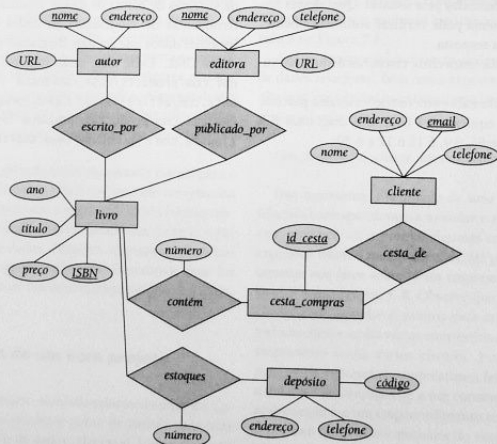 nome
endereço
nome
endereço
telefone
URL
autor
editora
URL
escrito_por
publicado_por
endereço
email
nome
telefone
cliente
ano
título
livro
preço
ISBN
número
id_cesta
cesta_de
contém
cesta_compras
estoques
depósito
código
endereço
telefone
número